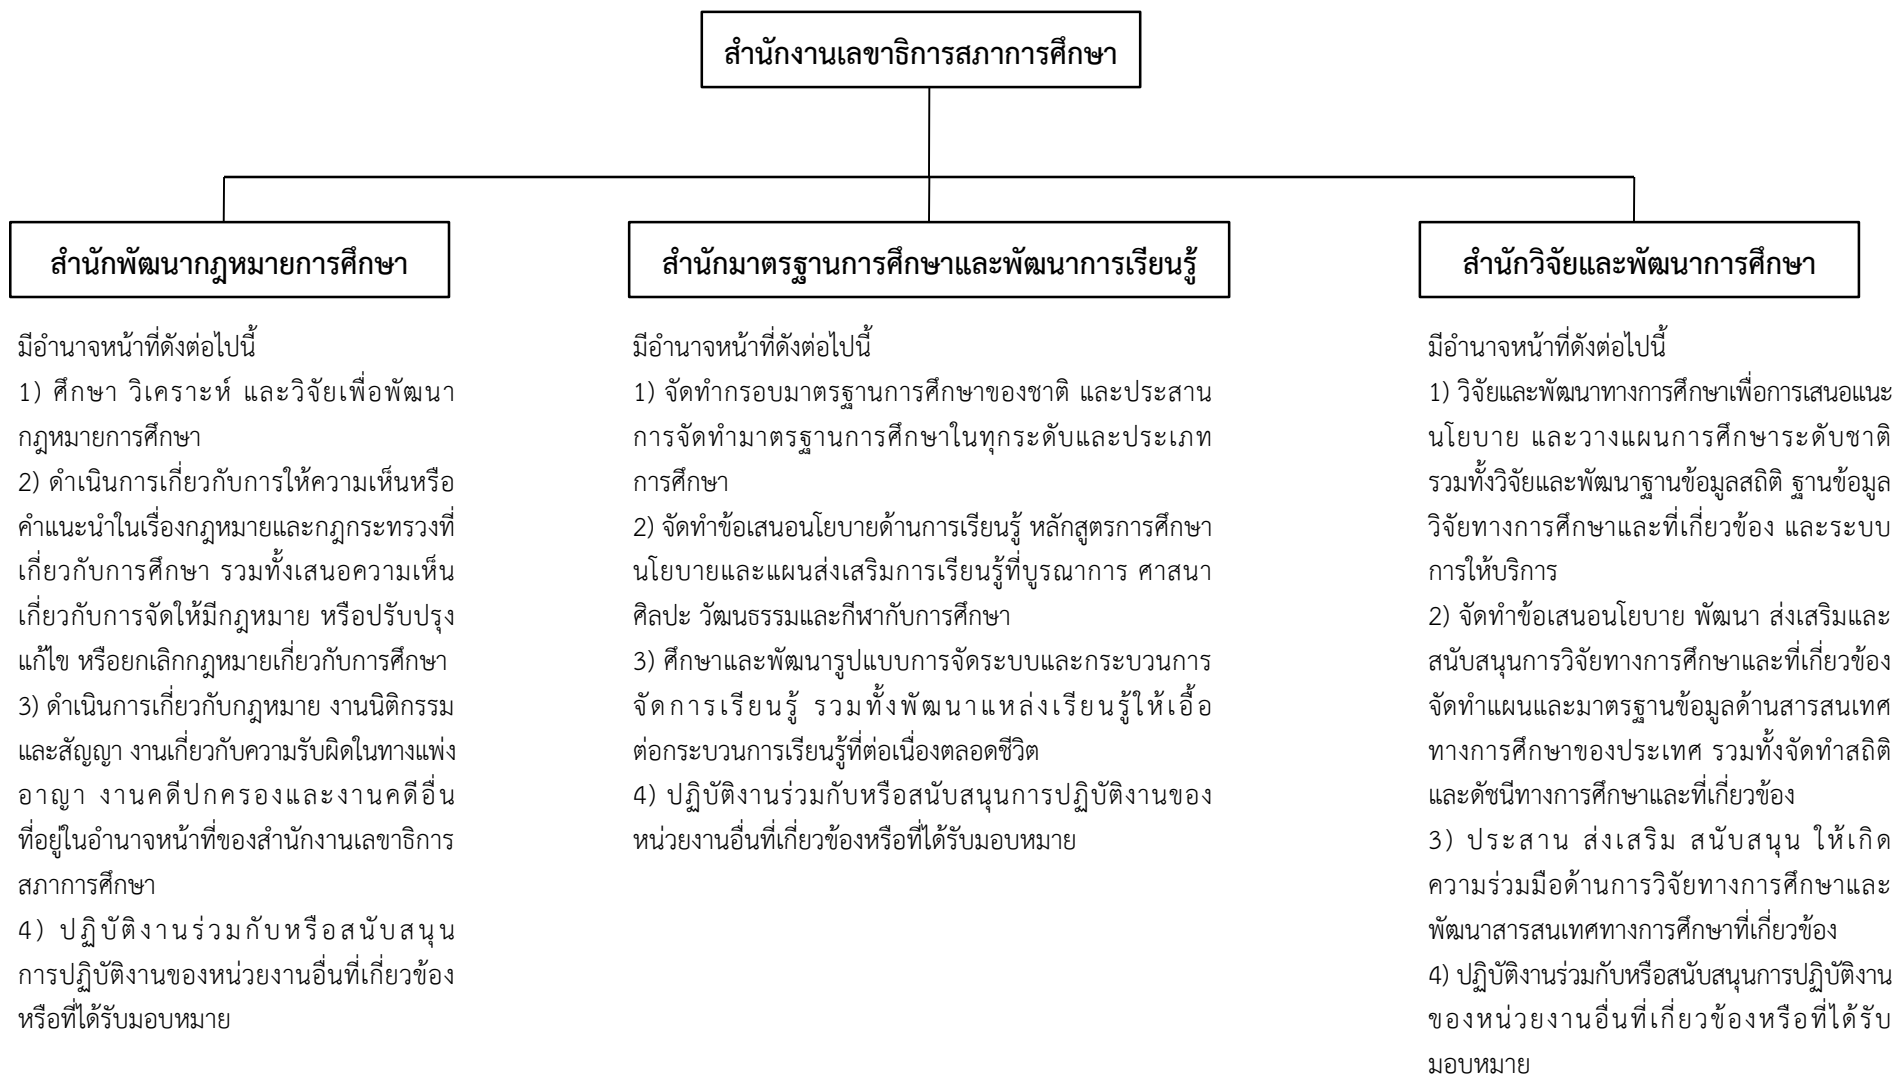 สำนักงานเลขาธิการสภาการศึกษา
สำนักพัฒนากฎหมายการศึกษา
มีอำนาจหน้าที่ดังต่อไปนี้
1) ศึกษา วิเคราะห์ และวิจัยเพื่อพัฒนา
กฎหมายการศึกษา
2) ดำเนินการเกี่ยวกับการให้ความเห็นหรือ
คำแนะนำในเรื่องกฎหมายและกฎกระทรวงที่
เกี่ยวกับการศึกษา รวมทั้งเสนอความเห็น
เกี่ยวกับการจัดให้มีกฎหมาย หรือปรับปรุง
แก้ไข หรือยกเลิกกฎหมายเกี่ยวกับการศึกษา
3) ดำเนินการเกี่ยวกับกฎหมาย งานนิติกรรม
และสัญญา งานเกี่ยวกับความรับผิดในทางแพ่ง
อาญา งานคดีปกครองและงานคดีอื่น
ที่อยู่ในอำนาจหน้าที่ของสำนักงานเลขาธิการ
สภาการศึกษา
4) ปฏิบัติงานร่วมกับหรือสนับสนุน
การปฏิบัติงานของหน่วยงานอื่นที่เกี่ยวข้อง
หรือที่ได้รับมอบหมาย
สำนักมาตรฐานการศึกษาและพัฒนาการเรียนรู้
มีอำนาจหน้าที่ดังต่อไปนี้
1) จัดทำกรอบมาตรฐานการศึกษาของชาติ และประสาน
การจัดทำมาตรฐานการศึกษาในทุกระดับและประเภท
การศึกษา
2) จัดทำข้อเสนอนโยบายด้านการเรียนรู้ หลักสูตรการศึกษา
นโยบายและแผนส่งเสริมการเรียนรู้ที่บูรณาการ ศาสนา
ศิลปะ วัฒนธรรมและกีฬากับการศึกษา
3) ศึกษาและพัฒนารูปแบบการจัดระบบและกระบวนการ
จัดการเรียนรู้ รวมทั้งพัฒนาแหล่งเรียนรู้ให้เอื้อ
ต่อกระบวนการเรียนรู้ที่ต่อเนื่องตลอดชีวิต
4) ปฏิบัติงานร่วมกับหรือสนับสนุนการปฏิบัติงานของ
หน่วยงานอื่นที่เกี่ยวข้องหรือที่ได้รับมอบหมาย
สำนักวิจัยและพัฒนาการศึกษา
มีอำนาจหน้าที่ดังต่อไปนี้
1) วิจัยและพัฒนาทางการศึกษาเพื่อการเสนอแนะ
นโยบาย และวางแผนการศึกษาระดับชาติ
รวมทั้งวิจัยและพัฒนาฐานข้อมูลสถิติ ฐานข้อมูล
วิจัยทางการศึกษาและที่เกี่ยวข้อง และระบบ
การให้บริการ
2) จัดทำข้อเสนอนโยบาย พัฒนา ส่งเสริมและ
สนับสนุนการวิจัยทางการศึกษาและที่เกี่ยวข้อง
จัดทำแผนและมาตรฐานข้อมูลด้านสารสนเทศ
ทางการศึกษาของประเทศ รวมทั้งจัดทำสถิติ
และดัชนีทางการศึกษาและที่เกี่ยวข้อง
3) ประสาน ส่งเสริม สนับสนุน ให้เกิด
ความร่วมมือด้านการวิจัยทางการศึกษาและ
พัฒนาสารสนเทศทางการศึกษาที่เกี่ยวข้อง
4) ปฏิบัติงานร่วมกับหรือสนับสนุนการปฏิบัติงาน
ของหน่วยงานอื่นที่เกี่ยวข้องหรือที่ได้รับ
มอบหมาย